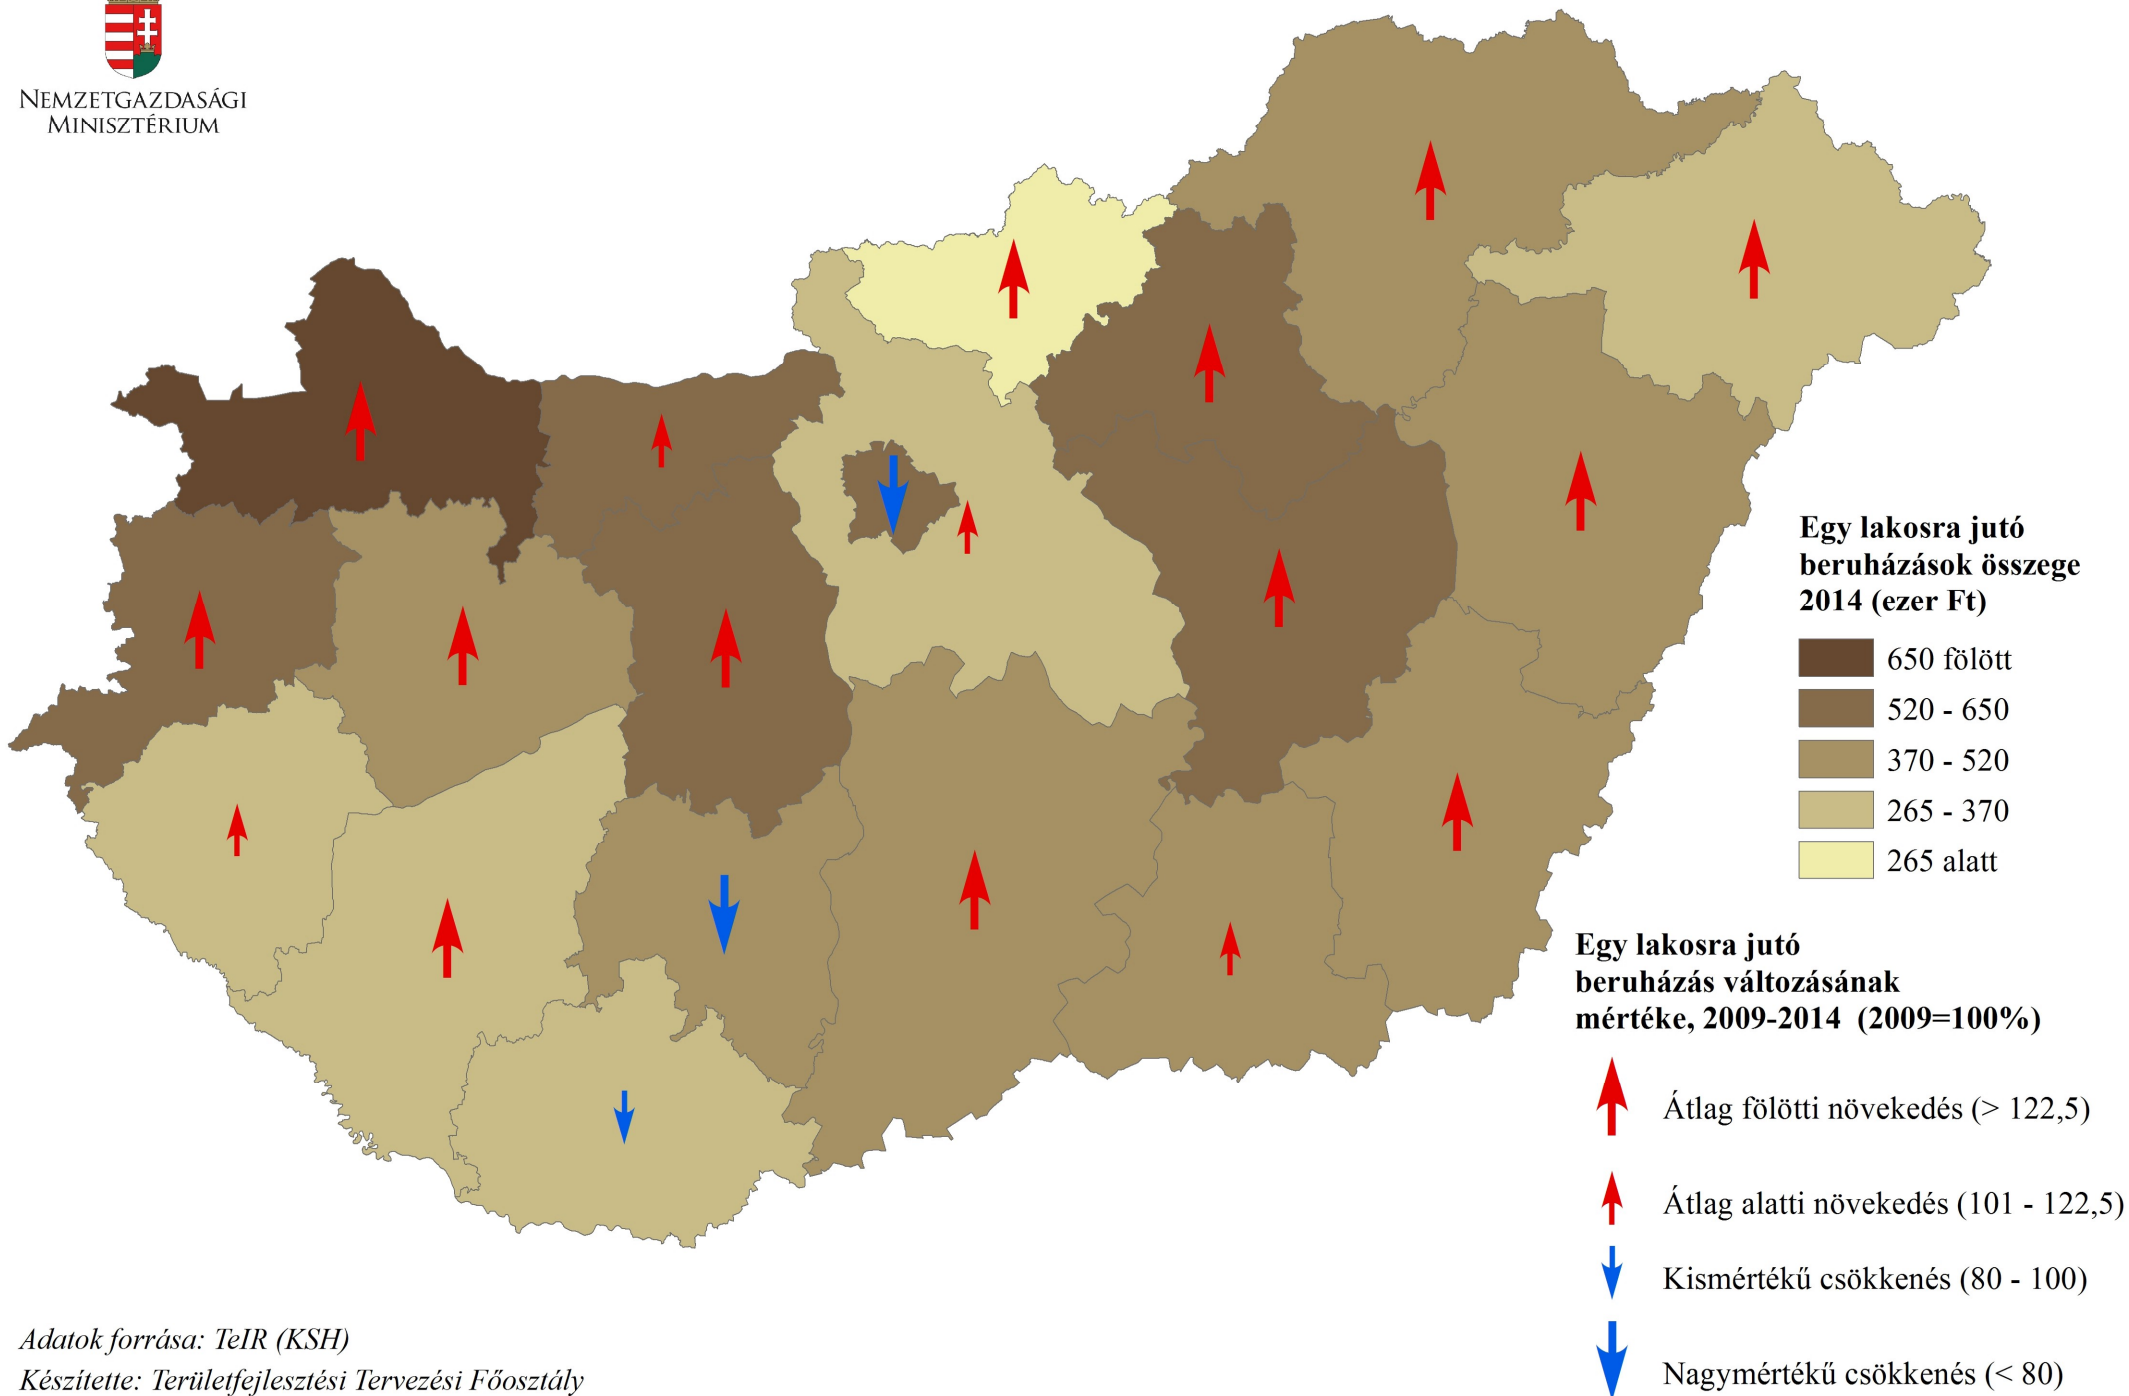 NEMZETGAZDASÁGI
MINISZTÉRIUM
Egy lakosra jutó
beruházások összege
2014 (ezer Ft)
650 fölött
520 - 650
370 - 520
265 - 370
265 alatt
Egy lakosra jutó
beruházás változásának
mértéke, 2009-2014 (2009=100%)
Átlag fölötti növekedés (> 122,5)
Átlag alatti növekedés (101 - 122,5)
Kismértékű csökkenés (80 - 100)
Nagymértékű csökkenés (< 80)
Adatok forrása: TeIR (KSH)
Készítette: Területfejlesztési Tervezési Főosztály